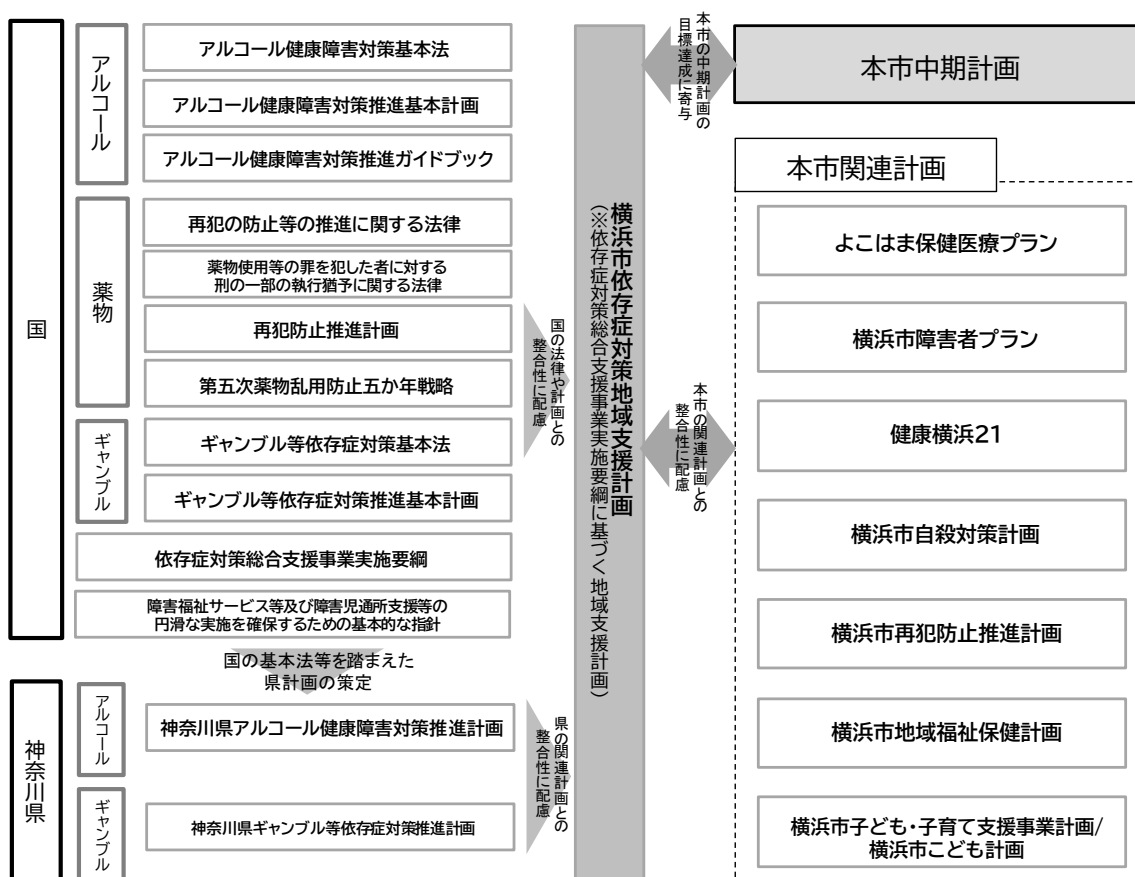 国
アルコール
アルコール健康障害対策基本法
アルコール健康障害対策推進基本計画
アルコール健康障害対策推進ガイドブック
薬物
再犯の防止等の推進に関する法律
薬物使用等の罪を犯した者に対する
刑の一部の執行猶予に関する法律
再犯防止推進計画
第五次薬物乱用防止五か年戦略
ギャンブル
ギャンブル等依存症対策基本法
ギャンブル等依存症対策推進基本計画
依存症対策総合支援事業実施要綱
障害福祉サービス等及び障害児通所支援等の
円滑な実施を確保するための基本的な指針
国の基本法等を踏まえた
県計画の策定
神奈川県
アルコール
神奈川県アルコール健康障害対策推進計画
ギャンブル
神奈川県ギャンブル等依存症対策推進計画
国の法律や計画との
整合性に配慮
県の関連計画との
整合性に配慮
横浜市依存症対策地域支援計画
(※依存症対策総合支援事業実施要綱に基づく地域支援計画)
本市の中期計画の
目標達成に寄与
本市の関連計画との
整合性に配慮
本市中期計画
本市関連計画
よこはま保健医療プラン
横浜市障害者プラン
健康横浜21
横浜市自殺対策計画
横浜市再犯防止推進計画
横浜市地域福祉保健計画
横浜市子ども・子育て支援事業計画/
横浜市こども計画